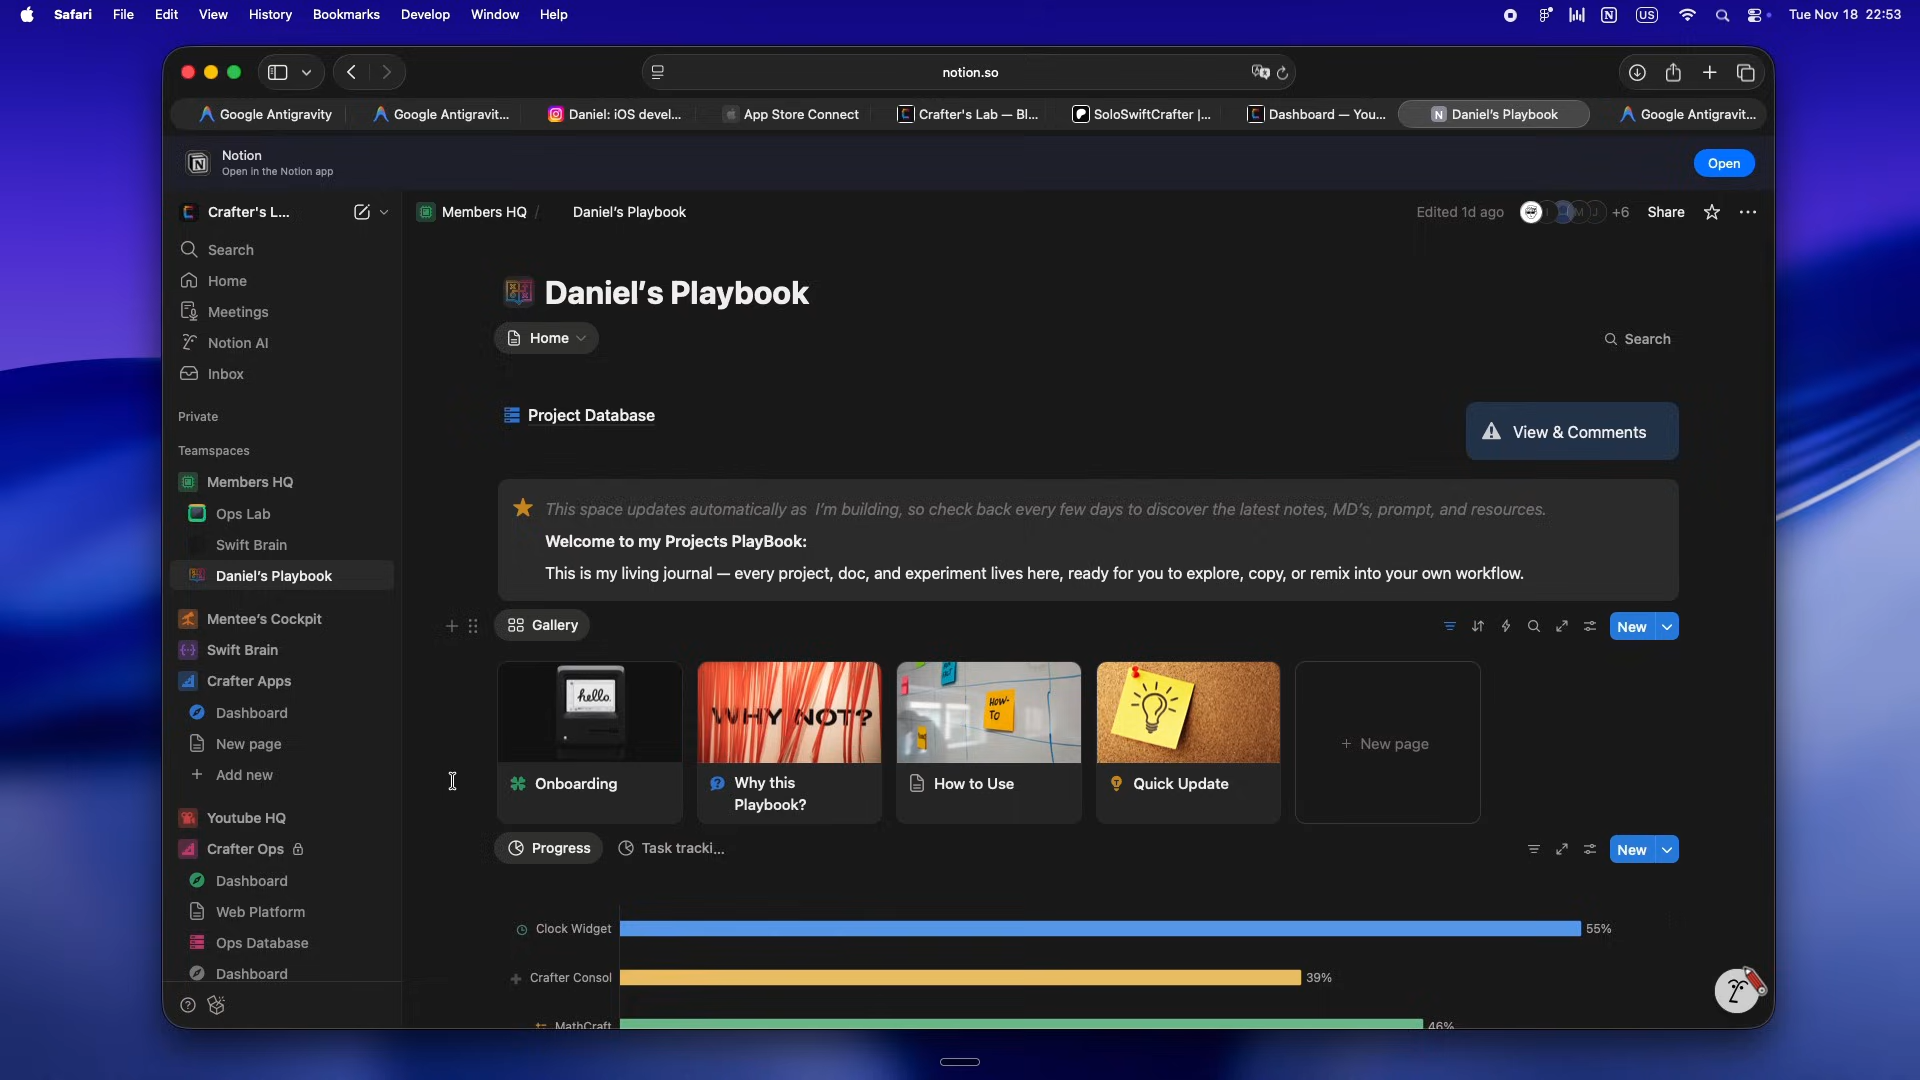 Safari File Edit View History Bookmarks Develop Window Help
US
Tue Nov 18 22:53
notion.so
Google Antigravity
Google Antigravit...
Daniel: iOS devel...
App Store Connect
Crafter's Lab — Bl...
SoloSwiftCrafter |...
Dashboard — You...
Daniel's Playbook
Google Antigravit...
Notion
Open in the Notion app
Open
Crafter's L...
Members HQ / Daniel's Playbook
Edited 1d ago
+6
Share
Search
Home
Meetings
Notion AI
Inbox
Private
Teamspaces
Members HQ
Ops Lab
Swift Brain
Daniel's Playbook
Mentee's Cockpit
Swift Brain
Crafter Apps
Dashboard
New page
Add new
Youtube HQ
Crafter Ops
Dashboard
Web Platform
Ops Database
Dashboard
Daniel's Playbook
Home
Search
Project Database
View & Comments
This space updates automatically as I'm building, so check back every few days to discover the latest notes, MD's, prompt, and resources.
Welcome to my Projects PlayBook:
This is my living journal — every project, doc, and experiment lives here, ready for you to explore, copy, or remix into your own workflow.
Gallery
New
hello.
WHY NOT?
HOW-
TO
Onboarding
Why this
Playbook?
How to Use
Quick Update
+ New page
Progress
Task tracki...
New
Clock Widget
55%
Crafter Consol
39%
MathCraft
46%